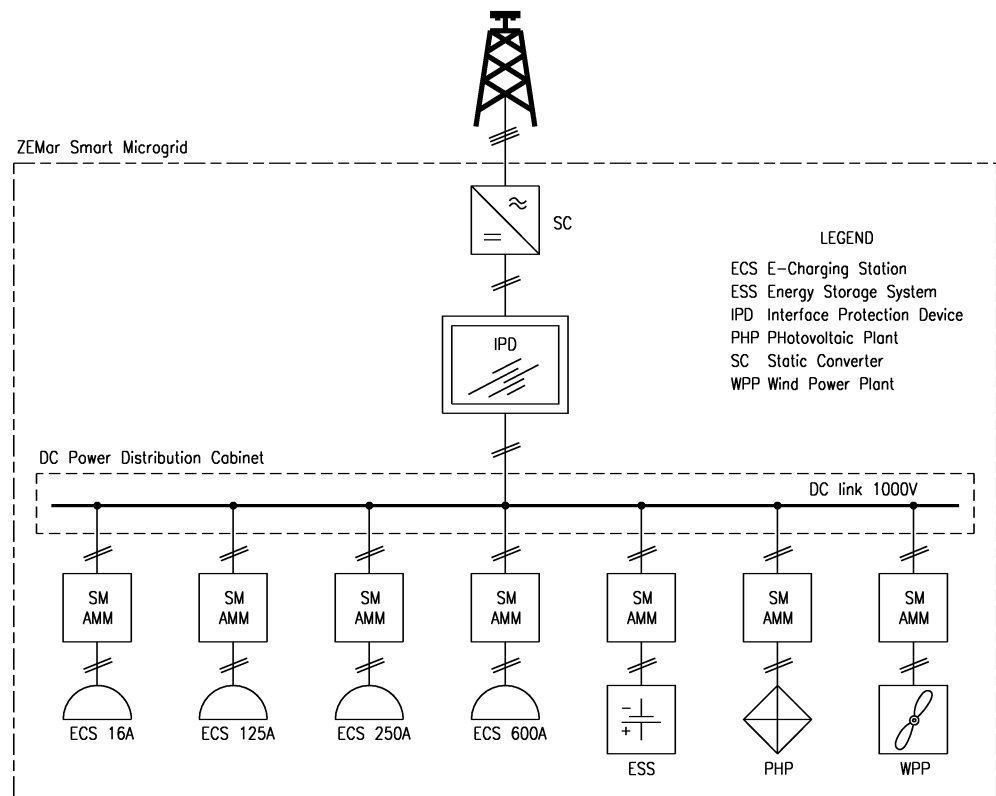 ZEMar Smart Microgrid
SC
LEGEND
ECS E-Charging Station
ESS Energy Storage System
IPD Interface Protection Device
PHP PHotovoltaic Plant
SC Static Converter
WPP Wind Power Plant
IPD
DC Power Distribution Cabinet
DC link 1000V
SM AMM
SM AMM
SM AMM
SM AMM
SM AMM
SM AMM
SM AMM
ECS 16A
ECS 125A
ECS 250A
ECS 600A
ESS
PHP
WPP